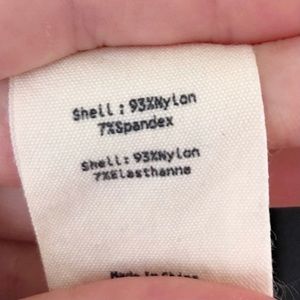 Shell : 93%Nylon
7%Spandex
Shell: 93%Nylon
7%Elasthanne
Made In China